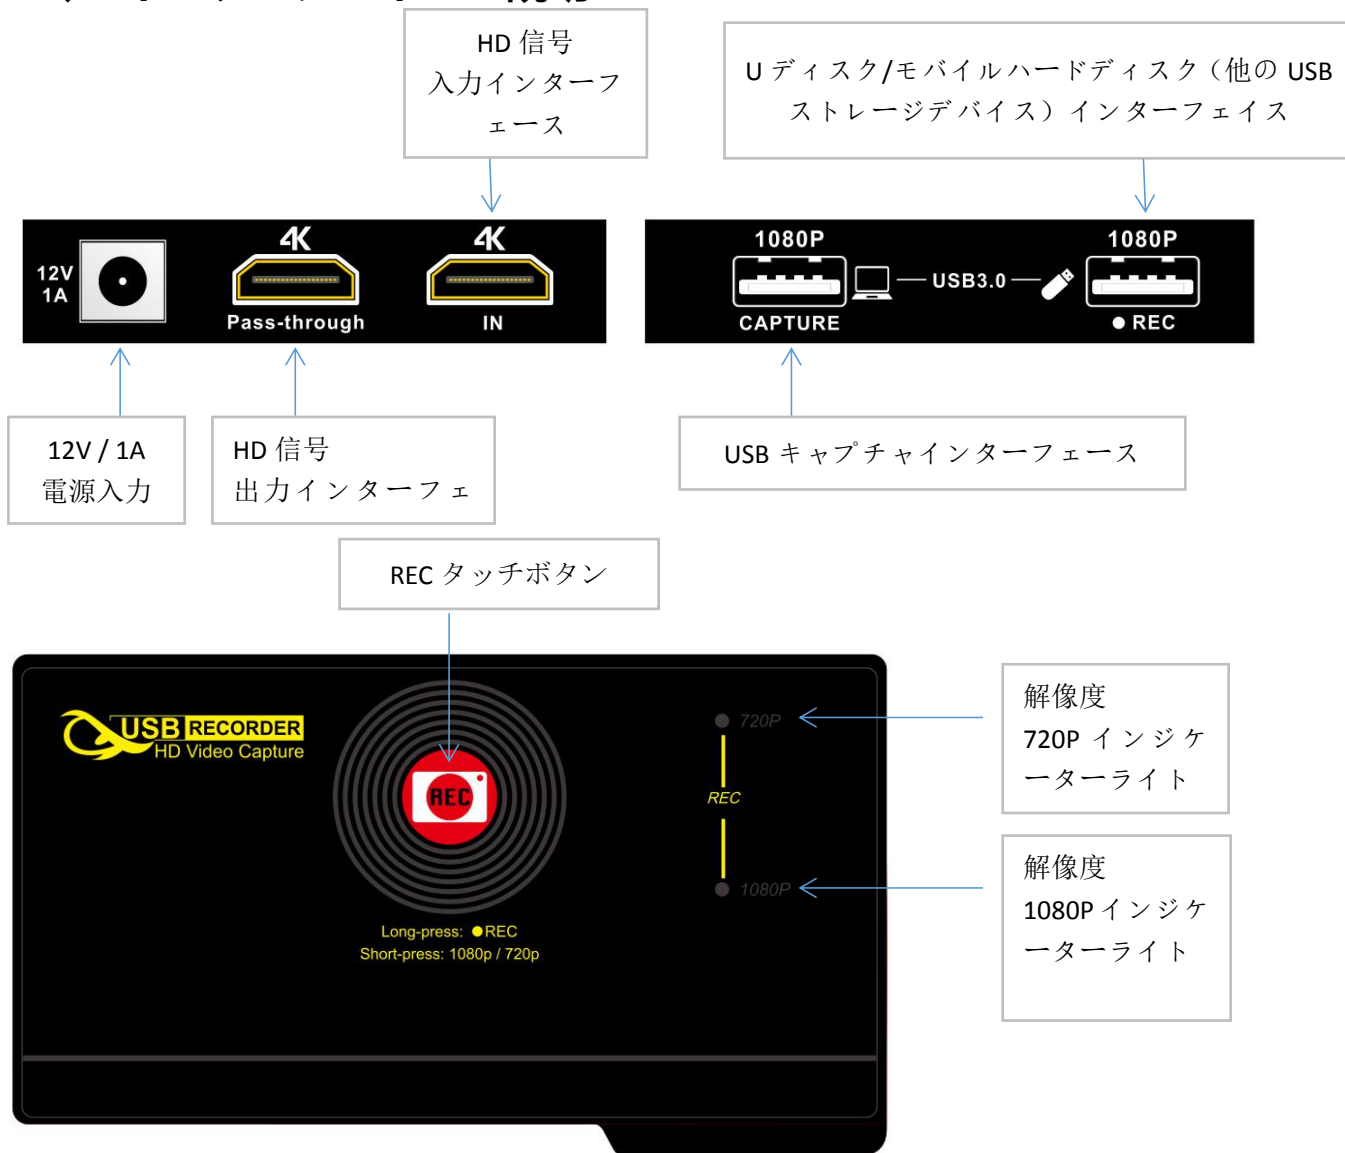 HD 信号
入力インターフ
ェース
U ディスク/モバイルハードディスク（他の USB
ストレージデバイス）インターフェイス
12V
1A
4K
Pass-through
4K
IN
1080P
CAPTURE
USB3.0
1080P
●REC
12V / 1A
電源入力
HD 信号
出力インターフェ
USB キャプチャインターフェース
REC タッチボタン
USB RECORDER
HD Video Capture
REC
Long-press: ●REC
Short-press: 1080p / 720p
720P
REC
1080P
解像度
720P インジケ
ーターライト
解像度
1080P インジケ
ーターライト